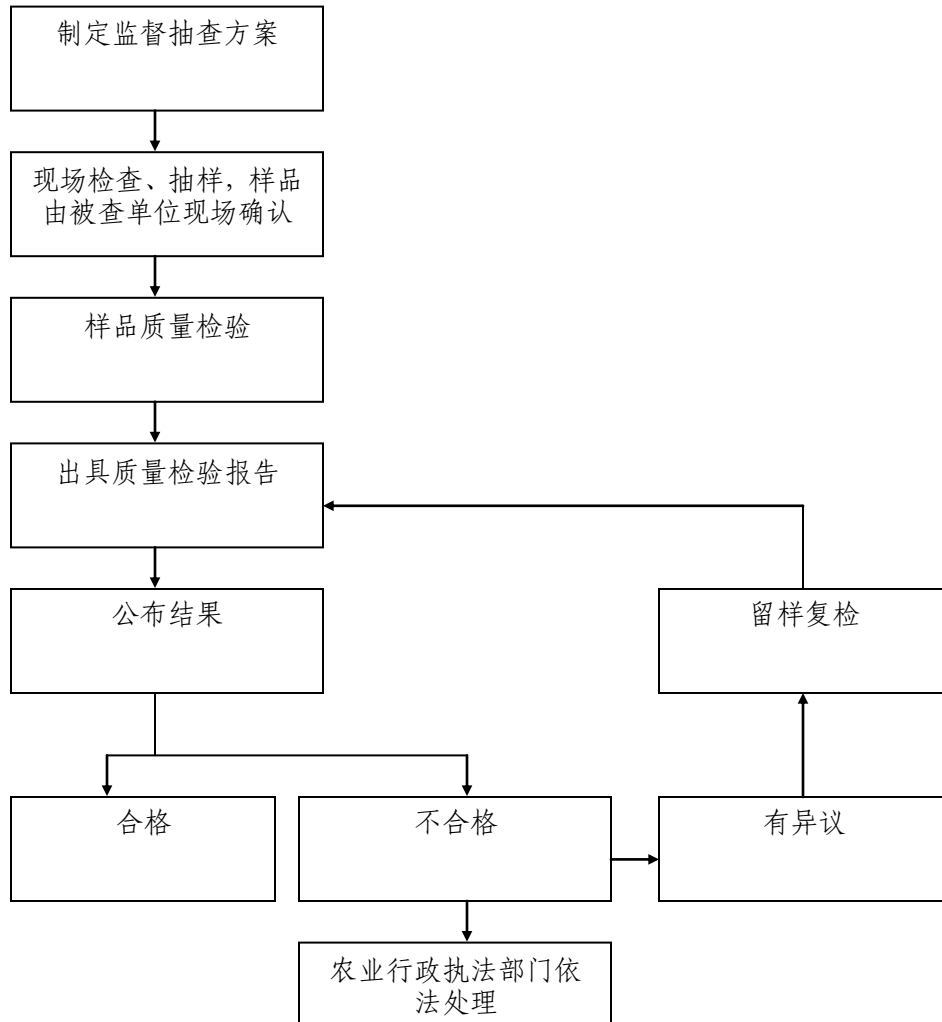 制定监督抽查方案
现场检查、抽样，样品
由被查单位现场确认
样品质量检验
出具质量检验报告
公布结果
留样复检
合格
不合格
有异议
农业行政执法部门依
法处理